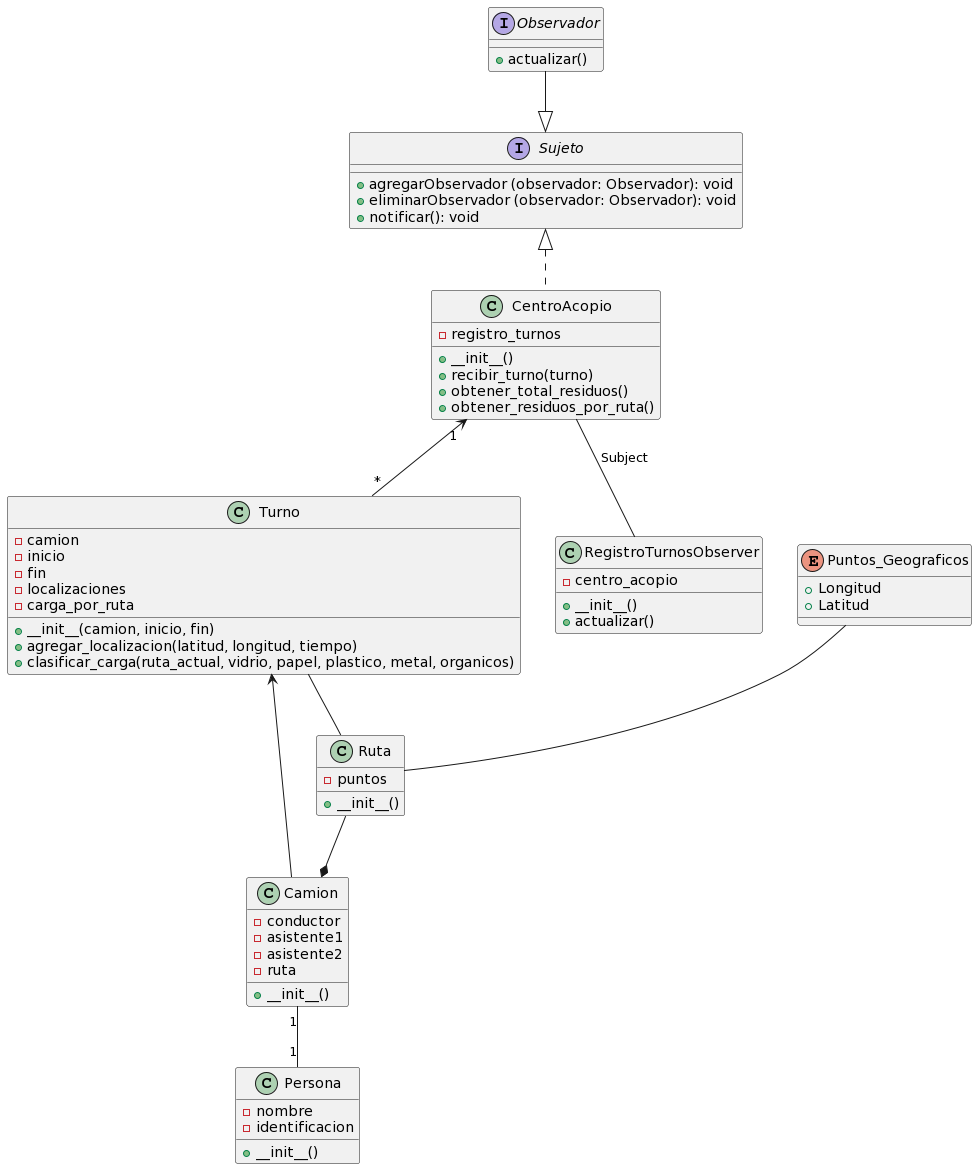 I Observador
actualizar()
I Sujeto
agregarObservador (observador: Observador): void
eliminarObservador (observador: Observador): void
notificar(): void
C CentroAcopio
registro_turnos
__init__()
recibir_turno(turno)
obtener_total_residuos()
obtener_residuos_por_ruta()
1
Subject
*
C Turno
camion
inicio
fin
localizaciones
carga_por_ruta
__init__(camion, inicio, fin)
agregar_localizacion(latitud, longitud, tiempo)
clasificar_carga(ruta_actual, vidrio, papel, plastico, metal, organicos)
C RegistroTurnosObserver
centro_acopio
__init__()
actualizar()
E Puntos_Geograficos
Longitud
Latitud
C Ruta
puntos
__init__()
C Camion
conductor
asistente1
asistente2
ruta
__init__()
1
1
C Persona
nombre
identificacion
__init__()